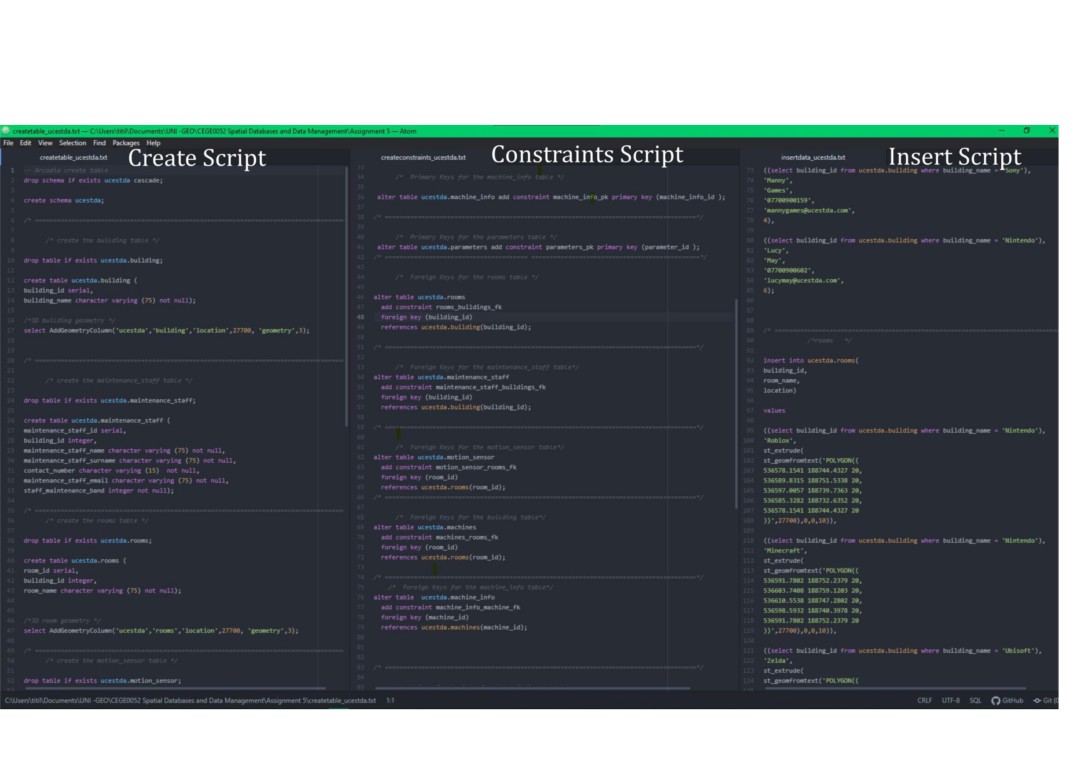 createtable_ucestda.txt — C:\Users\titil\Documents\UNI -GEO\CEGE0052 Spatial Databases and Data Management\Assignment 5 — Atom
File Edit View Selection Find Packages Help
createtable_ucestda.txt
Create Script
createconstraints_ucestda.txt
Constraints Script
insertdata_ucestda.txt
Insert Script
-- Arcadia create table
drop schema if exists ucestda cascade;
create schema ucestda;
/* create the building table */
drop table if exists ucestda.building;
create table ucestda.building (
building_id serial,
building_name character varying (75) not null);
/*3D building geometry */
select AddGeometryColumn('ucestda','building','location',27700, 'geometry',3);
/* create the maintenance_staff table */
drop table if exists ucestda.maintenance_staff;
create table ucestda.maintenance_staff (
maintenance_staff_id serial,
building_id integer,
maintenance_staff_name character varying (75) not null,
maintenance_staff_surname character varying (75) not null,
contact_number character varying (15)  not null,
maintenance_staff_email character varying (75) not null,
staff_maintenance_band integer not null);
/* create the rooms table */
drop table if exists ucestda.rooms;
create table ucestda.rooms (
room_id serial,
building_id integer,
room_name character varying (75) not null);
/*3D room geometry */
select AddGeometryColumn('ucestda','rooms','location',27700, 'geometry',3);
/* create the motion_sensor table */
drop table if exists ucestda.motion_sensor;
/* Primary Keys for the machine_info table */
alter table ucestda.machine_info add constraint machine_info_pk primary key (machine_info_id );
/* Primary Keys for the parameters table */
alter table ucestda.parameters add constraint parameters_pk primary key (parameter_id );
/* Foreign Keys for the rooms table */
alter table ucestda.rooms
add constraint rooms_buildings_fk
foreign key (building_id)
references ucestda.building(building_id);
/* Foreign Keys for the maintenance_staff table*/
alter table ucestda.maintenance_staff
add constraint maintenance_staff_buildings_fk
foreign key (building_id)
references ucestda.building(building_id);
/* Foreign Keys for the motion_sensor table*/
alter table ucestda.motion_sensor
add constraint motion_sensor_rooms_fk
foreign key (room_id)
references ucestda.rooms(room_id);
/* Foreign Keys for the building table*/
alter table ucestda.machines
add constraint machines_rooms_fk
foreign key (room_id)
references ucestda.rooms(room_id);
/* Foreign Keys for the machine_info table*/
alter table  ucestda.machine_info
add constraint machine_info_machine_fk
foreign key (machine_id)
references ucestda.machines(machine_id);
((select building_id from ucestda.building where building_name = 'Sony'),
'Manny',
'Games',
'07700900159',
'mannygames@ucestda.com',
4),
((select building_id from ucestda.building where building_name = 'Nintendo'),
'Lucy',
'May',
'07700900602',
'lucymay@ucestda.com',
6);
/*rooms */
insert into ucestda.rooms(
building_id,
room_name,
location)
values
((select building_id from ucestda.building where building_name = 'Nintendo'),
'Roblox',
st_extrude(
st_geomfromtext('POLYGON((
536578.1541 188744.4327 20,
536589.8315 188751.5338 20,
536597.0057 188739.7363 20,
536585.3282 188732.6352 20,
536578.1541 188744.4327 20
))',27700),0,0,10)),
((select building_id from ucestda.building where building_name = 'Nintendo'),
'Minecraft',
st_extrude(
st_geomfromtext('POLYGON((
536591.7802 188752.2379 20,
536603.7408 188759.1203 20,
536610.5538 188747.2802 20,
536598.5932 188740.3978 20,
536591.7802 188752.2379 20
))',27700),0,0,10)),
((select building_id from ucestda.building where building_name = 'Ubisoft'),
'Zelda',
st_extrude(
st_geomfromtext('POLYGON((
C:\Users\titil\Documents\UNI -GEO\CEGE0052 Spatial Databases and Data Management\Assignment 5\createtable_ucestda.txt 1:1
CRLF UTF-8 SQL GitHub Git (0